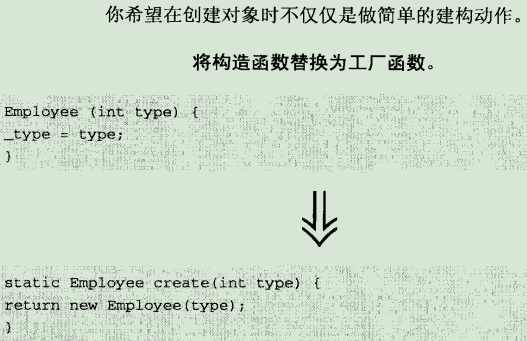 你希望在创建对象时不仅仅是做简单的建构动作。
将构造函数替换为工厂函数。
Employee (int type) {
_type = type;
}
static Employee create(int type) {
return new Employee(type);
}